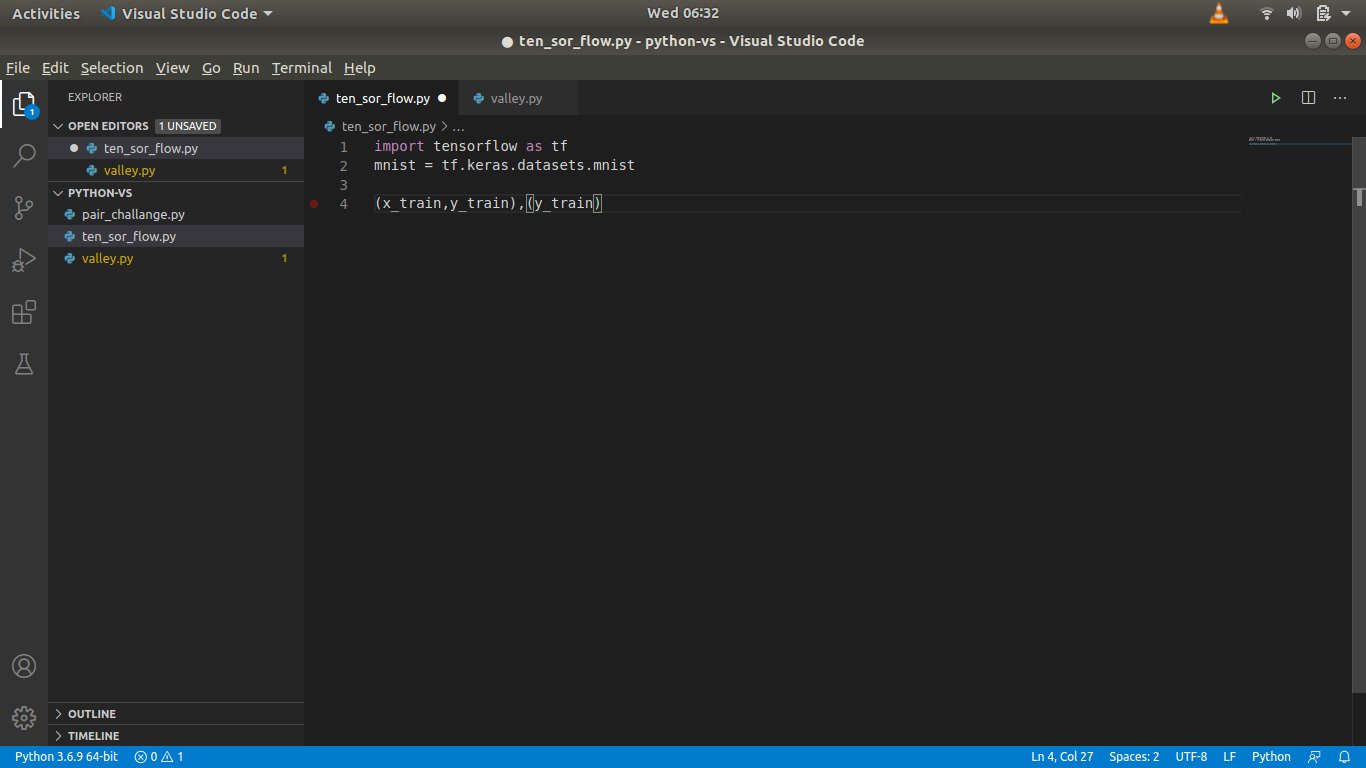 Activities Visual Studio Code Wed 06:32
● ten_sor_flow.py - python-vs - Visual Studio Code
File Edit Selection View Go Run Terminal Help
EXPLORER
OPEN EDITORS 1 UNSAVED
ten_sor_flow.py
valley.py 1
PYTHON-VS
pair_challange.py
ten_sor_flow.py
valley.py 1
OUTLINE
TIMELINE
1
ten_sor_flow.py valley.py
ten_sor_flow.py > ...
1 import tensorflow as tf
2 mnist = tf.keras.datasets.mnist
3
4 (x_train,y_train),(y_train)
Python 3.6.9 64-bit 0 1 Ln 4, Col 27 Spaces: 2 UTF-8 LF Python